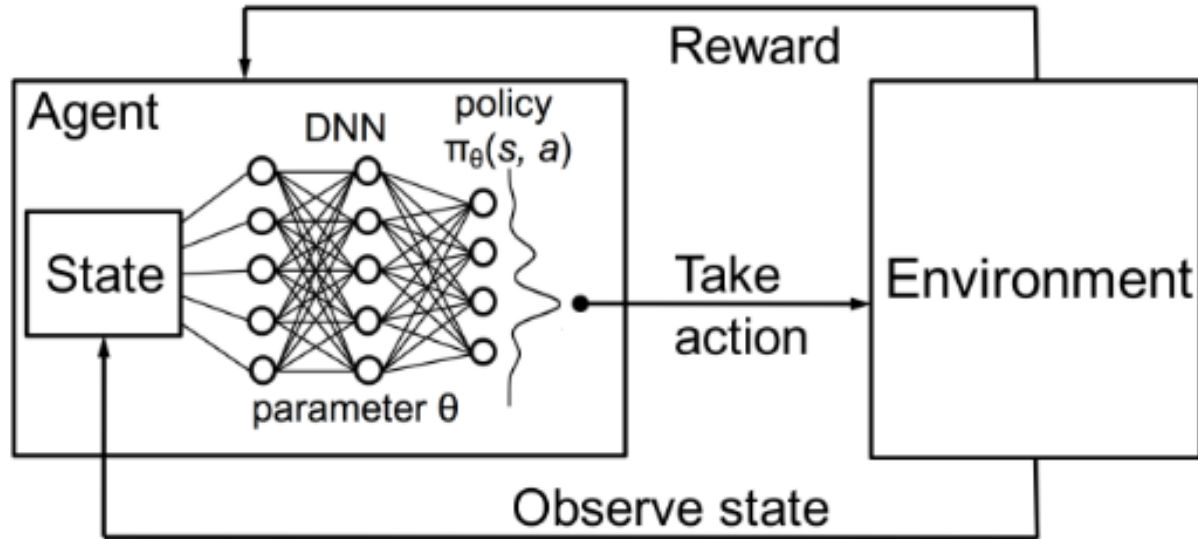 Reward
Agent
policy
DNN
πθ(s, a)
State
Take
action
Environment
parameter θ
Observe state